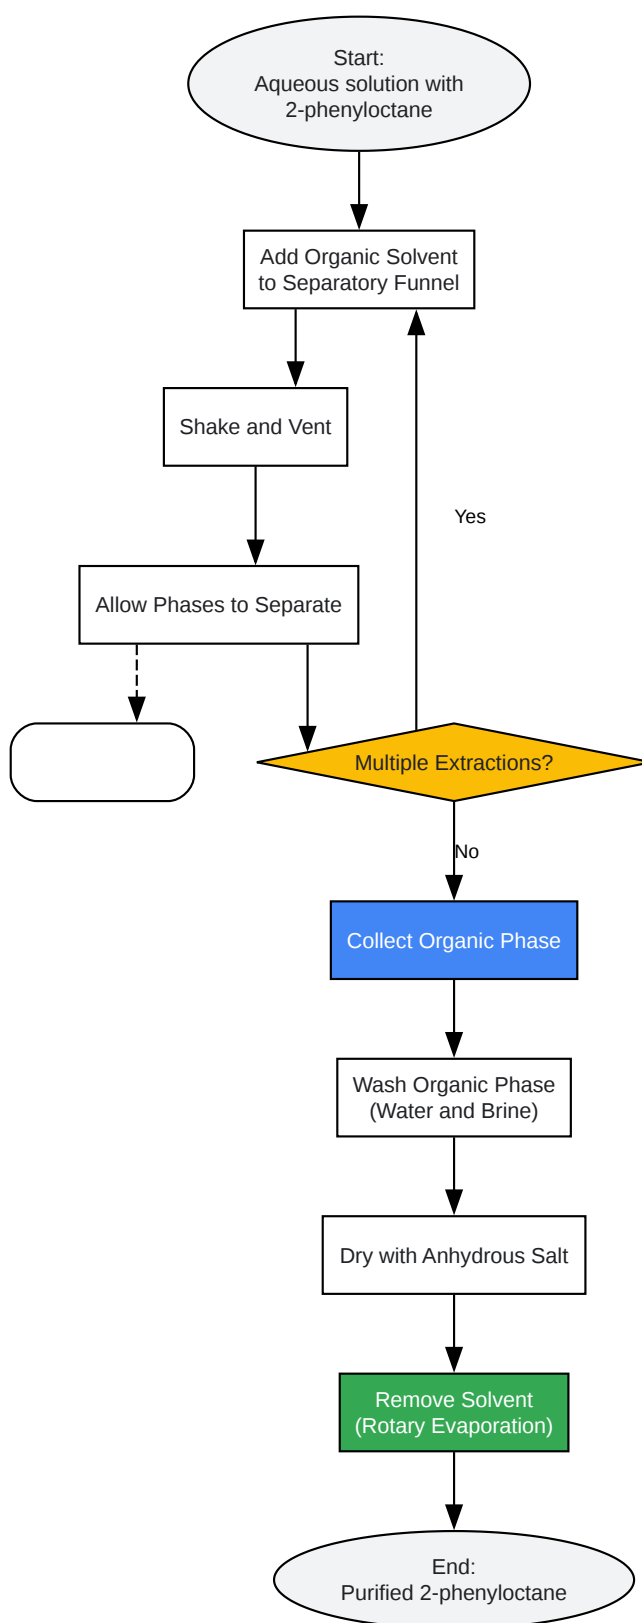 Start:
Aqueous solution with
2-phenyloctane
Add Organic Solvent
to Separatory Funnel
Shake and Vent
Yes
Allow Phases to Separate
Multiple Extractions?
No
Collect Organic Phase
Wash Organic Phase
(Water and Brine)
Dry with Anhydrous Salt
Remove Solvent
(Rotary Evaporation)
End:
Purified 2-phenyloctane